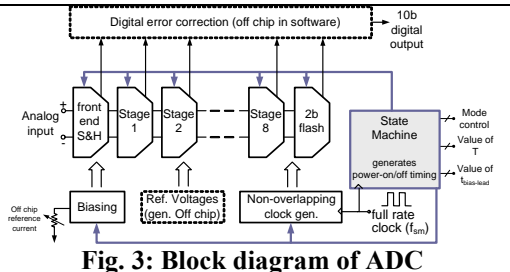 Digital error correction (off chip in software)
10b
digital
output
Analog
input
+
-
front
end
S&H
Stage
1
Stage
2
Stage
8
2b
flash
State
Machine
generates
power-on/off timing
Mode
control
Value of
T
Value of
tbias-lead
Off chip
reference
current
Biasing
Ref. Voltages
(gen. Off chip)
Non-overlapping
clock gen.
full rate
clock (fsm)
Fig. 3: Block diagram of ADC